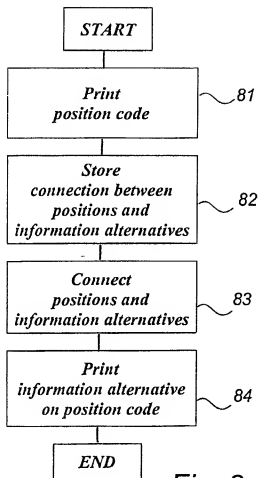 START
Print
position code
81
Store
connection between
positions and
information alternatives
82
Connect
positions and
information alternatives
83
Print
information alternative
on position code
84
END